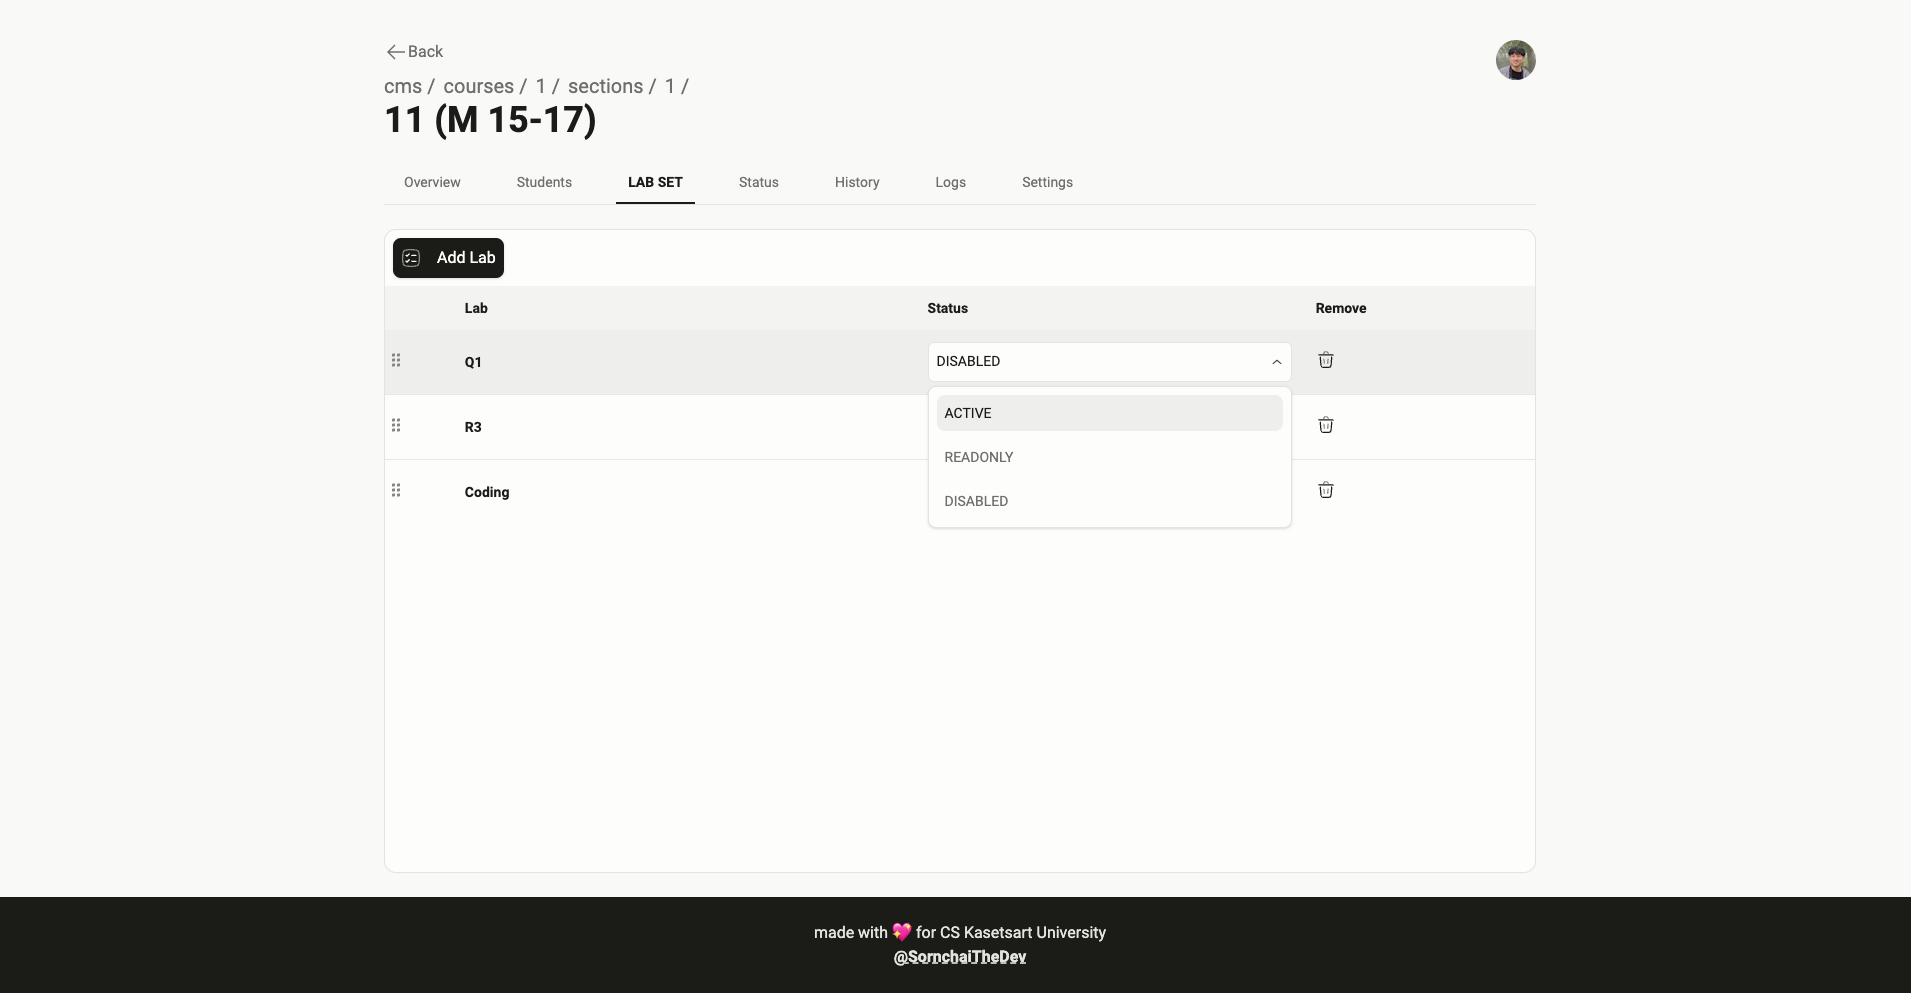 Back
cms / courses / 1 / sections / 1 /
11 (M 15-17)
Overview Students LAB SET Status History Logs Settings
Add Lab
Lab Status Remove
Q1 DISABLED
ACTIVE
R3
READONLY
Coding
DISABLED
made with 💖 for CS Kasetsart University
@SornchaiTheDev